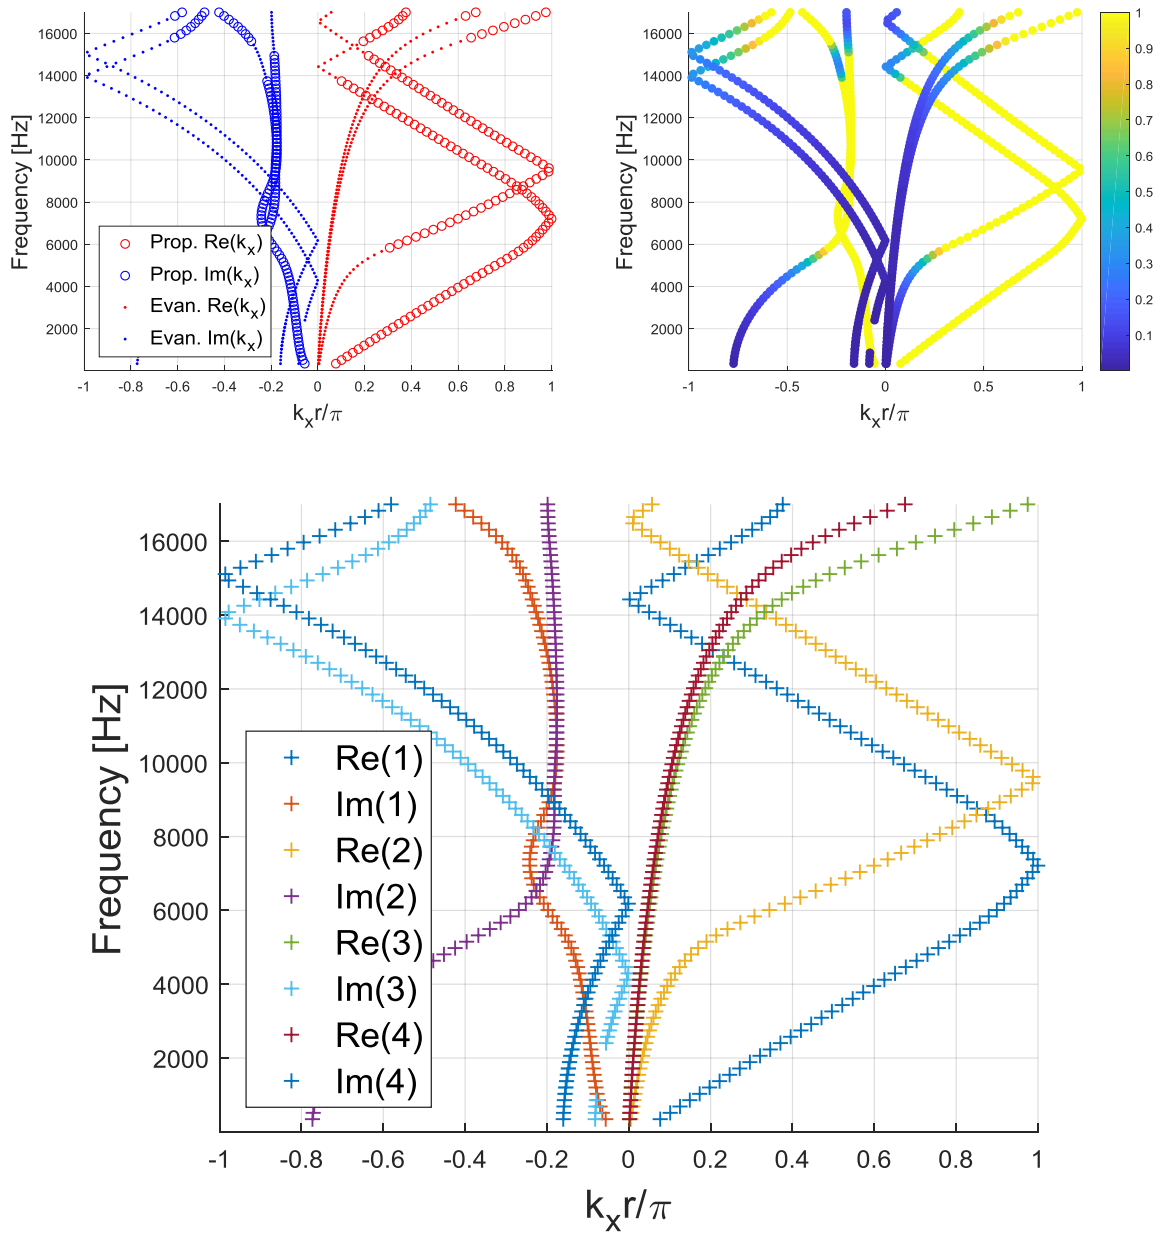 16000
14000
12000
10000
8000
6000
4000
2000
Frequency [Hz]
Prop. Re(kx)
Prop. Im(kx)
Evan. Re(kx)
Evan. Im(kx)
-1 -0.8 -0.6 -0.4 -0.2 0 0.2 0.4 0.6 0.8 1
kxr/π
16000
14000
12000
10000
8000
6000
4000
2000
Frequency [Hz]
-1 -0.5 0 0.5 1
kxr/π
1
0.9
0.8
0.7
0.6
0.5
0.4
0.3
0.2
0.1
16000
14000
12000
10000
8000
6000
4000
2000
Frequency [Hz]
Re(1)
Im(1)
Re(2)
Im(2)
Re(3)
Im(3)
Re(4)
Im(4)
-1 -0.8 -0.6 -0.4 -0.2 0 0.2 0.4 0.6 0.8 1
kxr/π